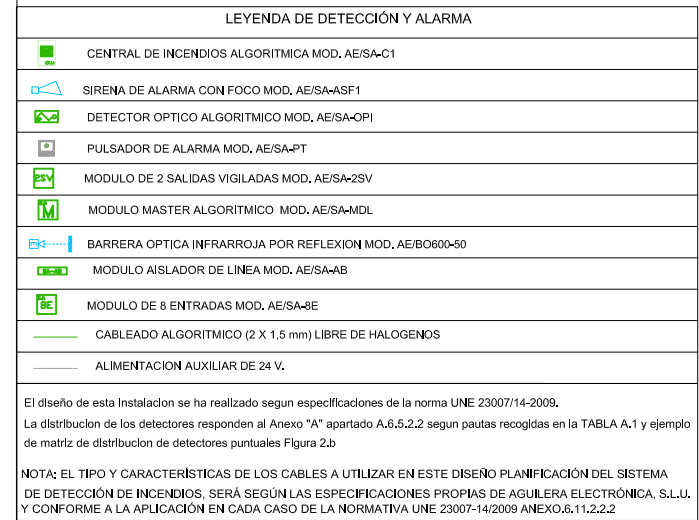 LEYENDA DE DETECCIÓN Y ALARMA
CENTRAL DE INCENDIOS ALGORITMICA MOD. AE/SA-C1
SIRENA DE ALARMA CON FOCO MOD. AE/SA-ASF1
DETECTOR OPTICO ALGORITMICO MOD. AE/SA-OPI
PULSADOR DE ALARMA MOD. AE/SA-PT
2SV MODULO DE 2 SALIDAS VIGILADAS MOD. AE/SA-2SV
M MODULO MASTER ALGORITMICO MOD. AE/SA-MDL
BARRERA OPTICA INFRARROJA POR REFLEXION MOD. AE/BO600-50
MODULO AISLADOR DE LINEA MOD. AE/SA-AB
8E MODULO DE 8 ENTRADAS MOD. AE/SA-8E
CABLEADO ALGORITMICO (2 X 1,5 mm) LIBRE DE HALOGENOS
ALIMENTACION AUXILIAR DE 24 V.
El diseño de esta Instalacion se ha realizado segun especificaciones de la norma UNE 23007/14-2009.
La distribucion de los detectores responden al Anexo "A" apartado A.6.5.2.2 segun pautas recogidas en la TABLA A.1 y ejemplo
de matriz de distribucion de detectores puntuales Figura 2.b
NOTA: EL TIPO Y CARACTERÍSTICAS DE LOS CABLES A UTILIZAR EN ESTE DISEÑO PLANIFICACIÓN DEL SISTEMA
DE DETECCIÓN DE INCENDIOS, SERÁ SEGÚN LAS ESPECIFICACIONES PROPIAS DE AGUILERA ELECTRÓNICA, S.L.U.
Y CONFORME A LA APLICACIÓN EN CADA CASO DE LA NORMATIVA UNE 23007-14/2009 ANEXO.6.11.2.2.2